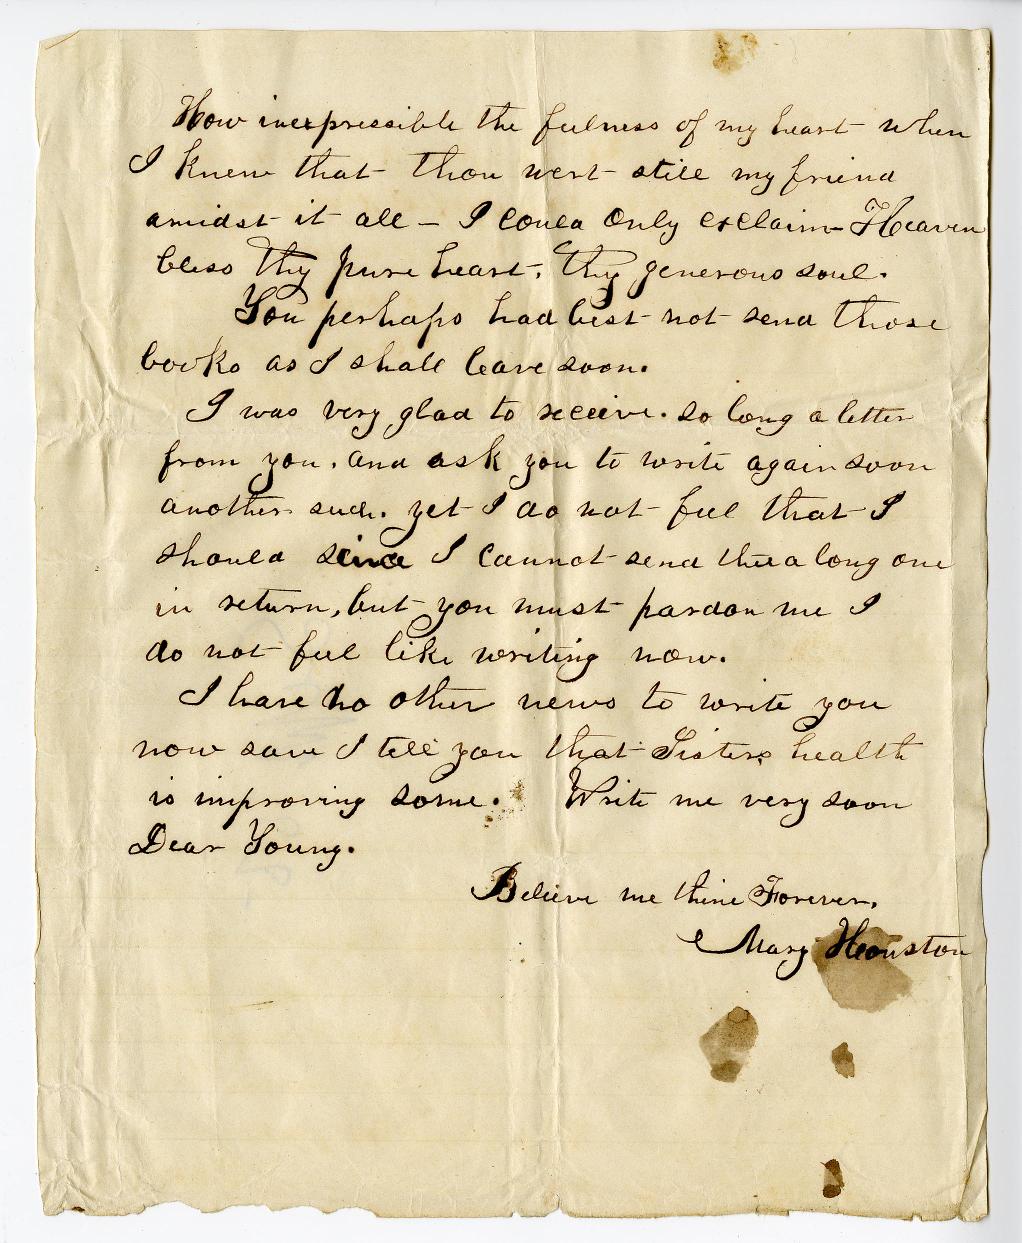 How inexpressible the fulness of my heart when
I knew that thou wert still my friend
amidst it all – I could only exclaim – Heaven
bless thy pure heart, thy generous soul.
You perhaps had best not send those
books as I shall leave soon.
I was very glad to receive. so long a letter
from you. and ask you to write again soon
another such. yet I do not feel that I
should since I cannot send thee a long one
in return, but you must pardon me I
do not feel like writing now.
I have no other news to write you
now save I tell you that Sisters health
is improving some. Write me very soon
Dear Young.
Believe me thine Forever.
Mary Heouston